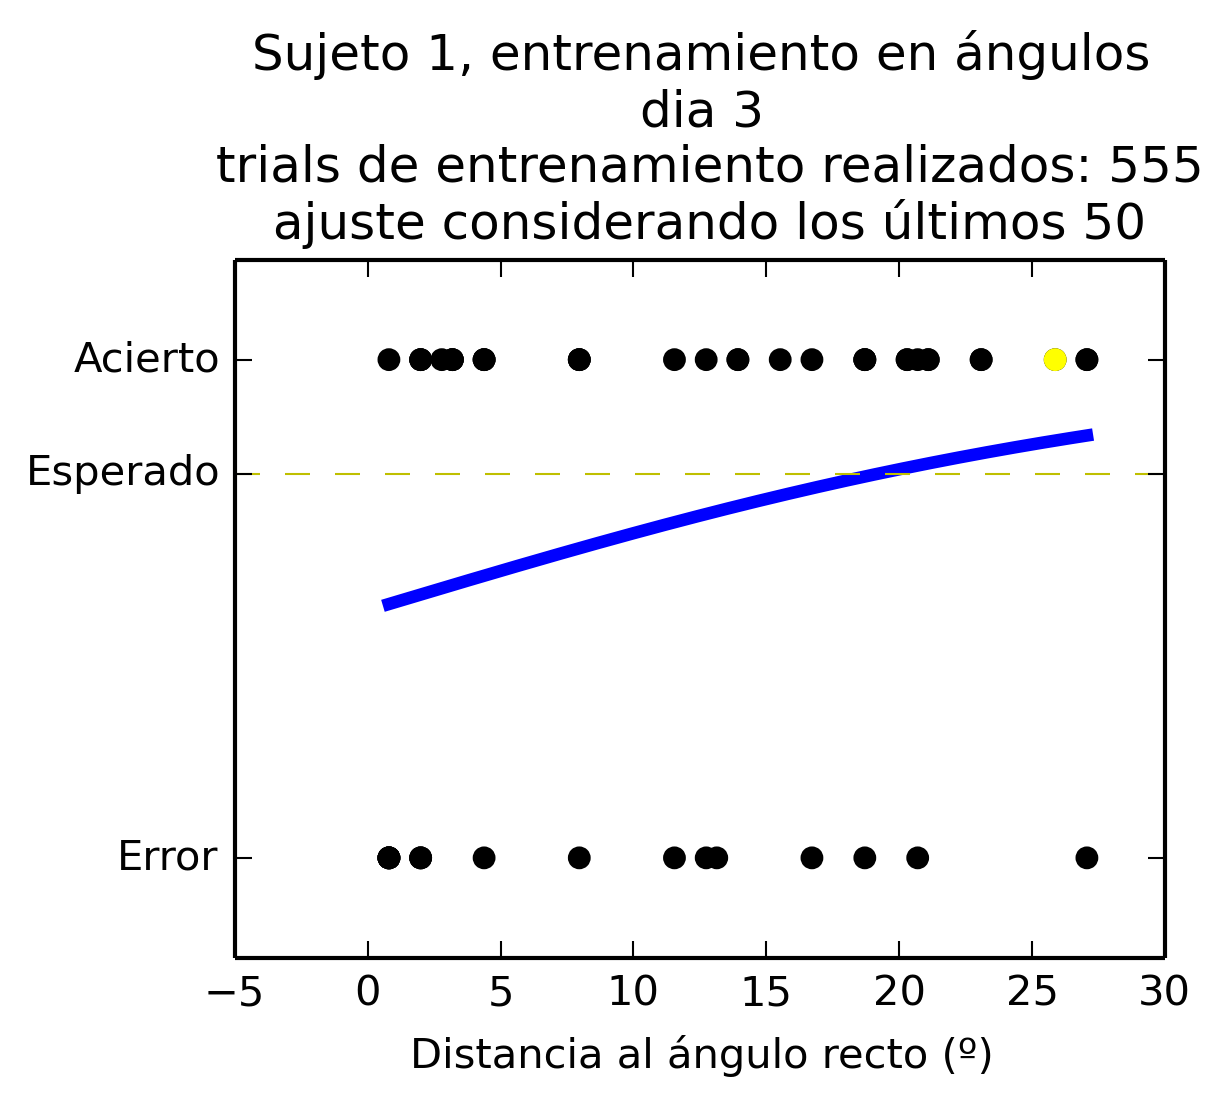 Sujeto 1, entrenamiento en ángulos
dia 3
trials de entrenamiento realizados: 555
ajuste considerando los últimos 50
Acierto
Esperado
Error
−5 0 5 10 15 20 25 30
Distancia al ángulo recto (º)